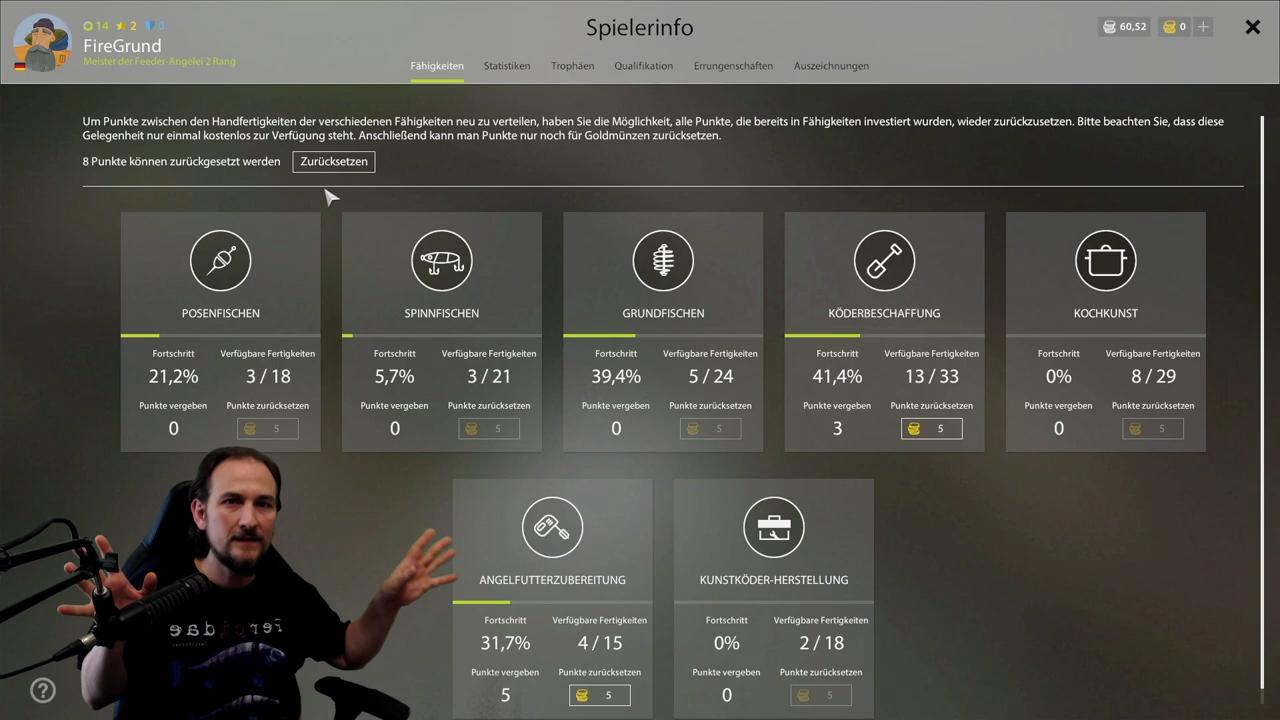 14 2 0
Spielerinfo
60,52 0
FireGrund
Meister der Feeder-Angelei 2 Rang
Fähigkeiten Statistiken Trophäen Qualifikation Errungenschaften Auszeichnungen
Um Punkte zwischen den Handfertigkeiten der verschiedenen Fähigkeiten neu zu verteilen, haben Sie die Möglichkeit, alle Punkte, die bereits in Fähigkeiten investiert wurden, wieder zurückzusetzen. Bitte beachten Sie, dass diese
Gelegenheit nur einmal kostenlos zur Verfügung steht. Anschließend kann man Punkte nur noch für Goldmünzen zurücksetzen.
8 Punkte können zurückgesetzt werden Zurücksetzen
POSENFISCHEN SPINNFISCHEN GRUNDFISCHEN KÖDERBESCHAFFUNG KOCHKUNST
Fortschritt Verfügbare Fertigkeiten Fortschritt Verfügbare Fertigkeiten Fortschritt Verfügbare Fertigkeiten Fortschritt Verfügbare Fertigkeiten Fortschritt Verfügbare Fertigkeiten
21,2% 3 / 18 5,7% 3 / 21 39,4% 5 / 24 41,4% 13 / 33 0% 8 / 29
Punkte vergeben Punkte zurücksetzen Punkte vergeben Punkte zurücksetzen Punkte vergeben Punkte zurücksetzen Punkte vergeben Punkte zurücksetzen Punkte vergeben Punkte zurücksetzen
0 5 0 5 0 5 3 5 0 5
ANGELFUTTERZUBEREITUNG KUNSTKÖDER-HERSTELLUNG
Fortschritt Verfügbare Fertigkeiten Fortschritt Verfügbare Fertigkeiten
31,7% 4 / 15 0% 2 / 18
Punkte vergeben Punkte zurücksetzen Punkte vergeben Punkte zurücksetzen
5 5 0 5
?